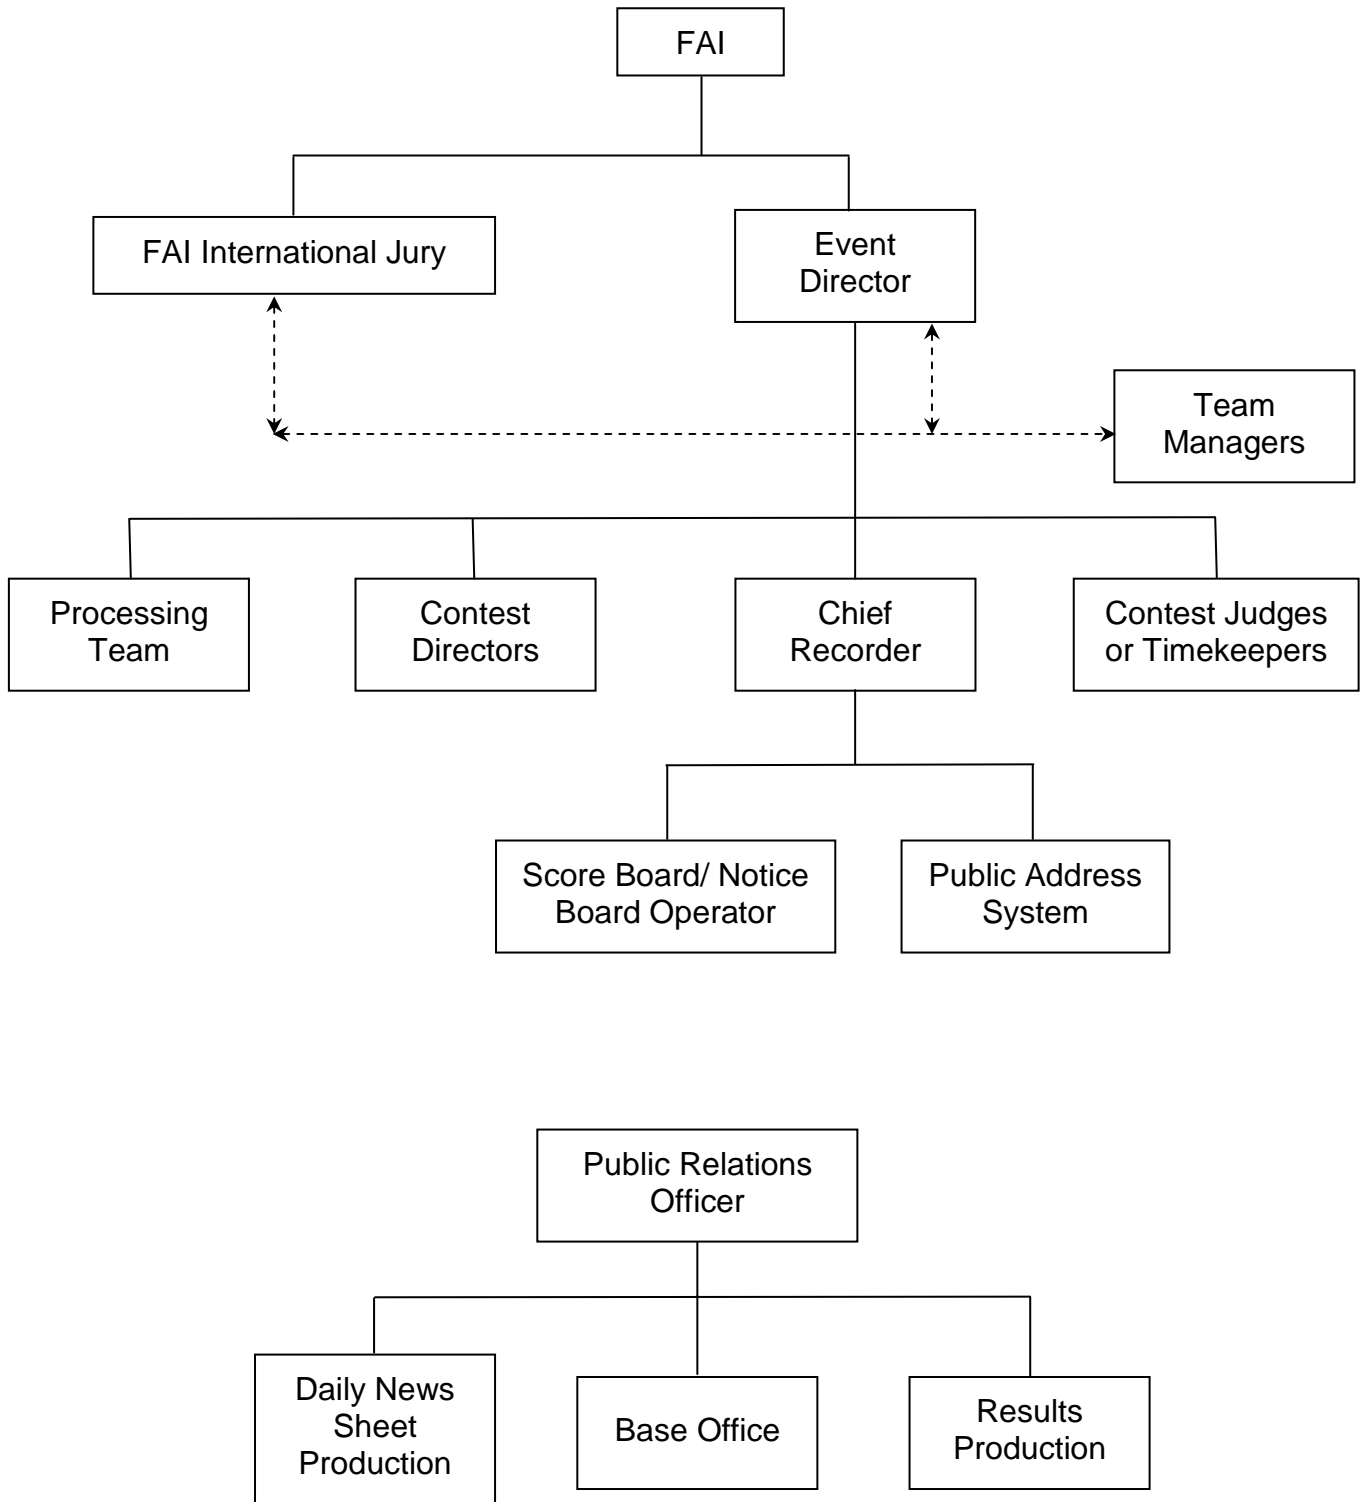 FAI
FAI International Jury
Event
Director
Team
Managers
Processing
Team
Contest
Directors
Chief
Recorder
Contest Judges
or Timekeepers
Score Board/ Notice
Board Operator
Public Address
System
Public Relations
Officer
Daily News
Sheet
Production
Base Office
Results
Production